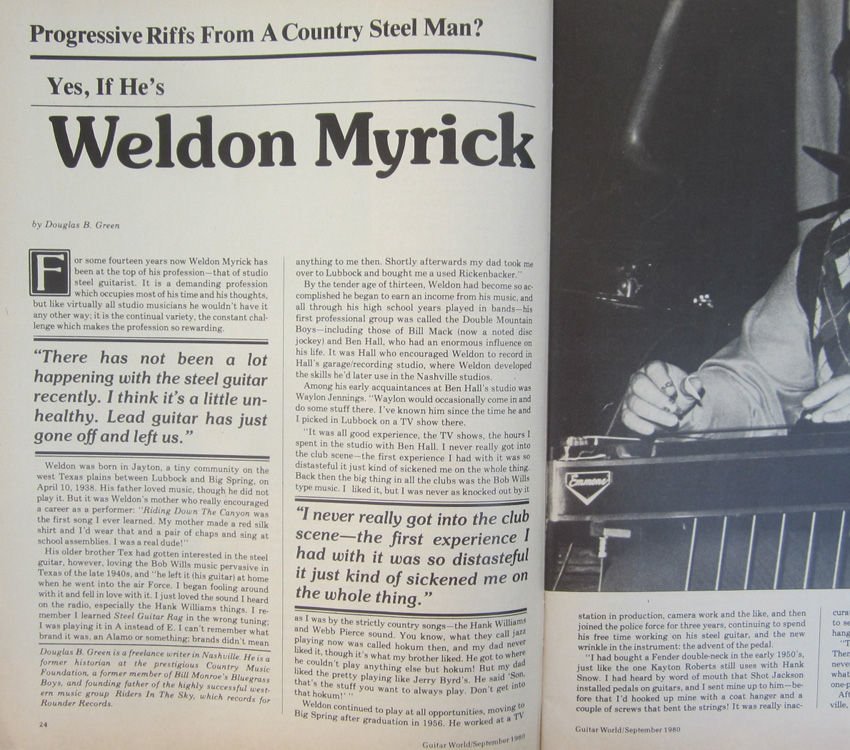 Progressive Riffs From A Country Steel Man?
Yes, If He's
Weldon Myrick
by Douglas B. Green
For some fourteen years now Weldon Myrick has
been at the top of his profession—that of studio
steel guitarist. It is a demanding profession
which occupies most of his time and his thoughts,
but like virtually all studio musicians he wouldn't have it
any other way; it is the continual variety, the constant chal-
lenge which makes the profession so rewarding.
"There has not been a lot
happening with the steel guitar
recently. I think it's a little un-
healthy. Lead guitar has just
gone off and left us."
Weldon was born in Jayton, a tiny community on the
west Texas plains between Lubbock and Big Spring, on
April 10, 1938. His father loved music, though he did not
play it. But it was Weldon's mother who really encouraged
a career as a performer: "Riding Down The Canyon was
the first song I ever learned. My mother made a red silk
shirt and I'd wear that and a pair of chaps and sing at
school assemblies. I was a real dude!"
His older brother Tex had gotten interested in the steel
guitar, however, loving the Bob Wills music pervasive in
Texas of the late 1940s, and "he left it (his guitar) at home
when he went into the air Force. I began fooling around
with it and fell in love with it. I just loved the sound I heard
on the radio, especially the Hank Williams things. I re-
member I learned Steel Guitar Rag in the wrong tuning;
I was playing it in A instead of E. I can't remember what
brand it was, an Alamo or something; brands didn't mean
Douglas B. Green is a freelance writer in Nashville. He is a
former historian at the prestigious Country Music
Foundation, a former member of Bill Monroe's Bluegrass
Boys, and founding father of the highly successful west-
ern music group Riders In The Sky, which records for
Rounder Records.
24
anything to me then. Shortly afterwards my dad took me
over to Lubbock and bought me a used Rickenbacker."
By the tender age of thirteen, Weldon had become so ac-
complished he began to earn an income from his music, and
all through his high school years played in bands—his
first professional group was called the Double Mountain
Boys—including those of Bill Mack (now a noted disc
jockey) and Ben Hall, who had an enormous influence on
his life. It was Hall who encouraged Weldon to record in
Hall's garage/recording studio, where Weldon developed
the skills he'd later use in the Nashville studios.
Among his early acquaintances at Ben Hall's studio was
Waylon Jennings. "Waylon would occasionally come in and
do some stuff there. I've known him since the time he and
I picked in Lubbock on a TV show there.
"It was all good experience, the TV shows, the hours I
spent in the studio with Ben Hall. I never really got into
the club scene—the first experience I had with it was so
distasteful it just kind of sickened me on the whole thing.
Back then the big thing in all the clubs was the Bob Wills
type music. I liked it, but I was never as knocked out by it
"I never really got into the club
scene—the first experience I
had with it was so distasteful
it just kind of sickened me on
the whole thing."
as I was by the strictly country songs—the Hank Williams
and Webb Pierce sound. You know, what they call jazz
playing now was called hokum then, and my dad never
liked it, though it's what my brother liked. He got to where
he couldn't play anything else but hokum! But my dad
liked the pretty playing like Jerry Byrd's. He said 'Son,
that's the stuff you want to always play. Don't get into
that hokum!' "
Weldon continued to play at all opportunities, moving to
Big Spring after graduation in 1956. He worked at a TV
Guitar World/September 1980
Emmons
station in production, camera work and the like, and then
joined the police force for three years, continuing to spend
his free time working on his steel guitar, and the new
wrinkle in the instrument: the advent of the pedal.
"I had bought a Fender double-neck in the early 1950's,
just like the one Kayton Roberts still uses with Hank
Snow. I had heard by word of mouth that Shot Jackson
installed pedals on guitars, and I sent mine up to him—be-
fore that I'd hooked up mine with a coat hanger and a
couple of screws that bent the strings! It was really inac-
Guitar World/September 1980
cura
to se
hang
"T
Ther
neve
what
one-p
Aft
ville,